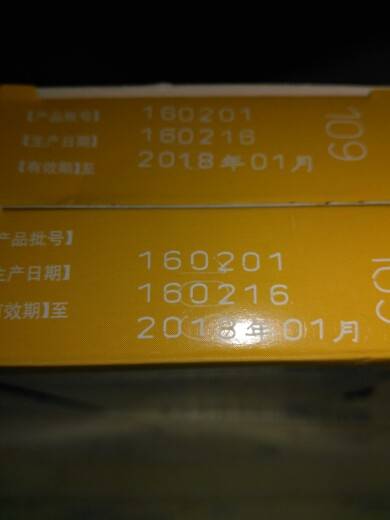 【产品批号】 160201
【生产日期】 160216
【有效期】至 2018年01月
109
产品批号】 160201
生产日期】 160216
有效期】至 2018年01月